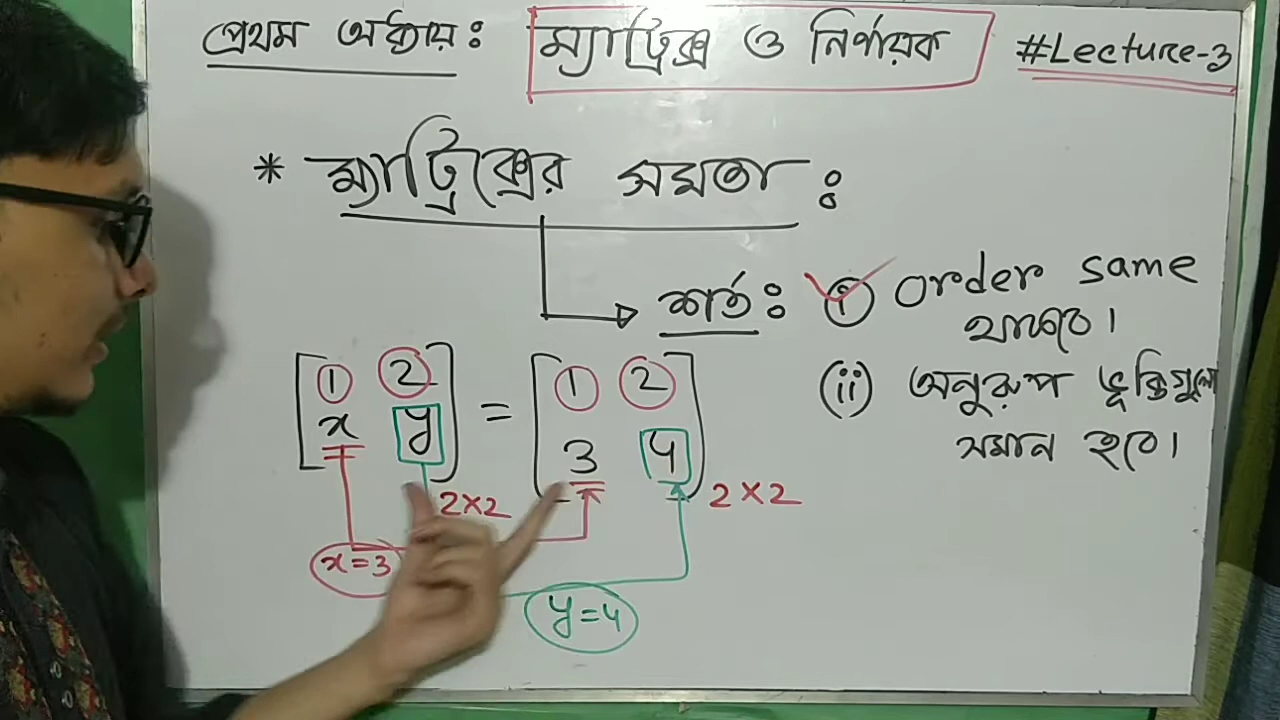 প্রথম অধ্যায়ঃ ম্যাট্রিক্স ও নির্ণায়ক #Lecture-3
* ম্যাট্রিক্সের সমতা ঃ
শর্তঃ (i) order same
থাকবে।
(ii) অনুরূপ ভুক্তিগুলো
সমান হবে।
[1 2] = [1 2]
[x y] [3 4]
2×2 2×2
x=3
y=4